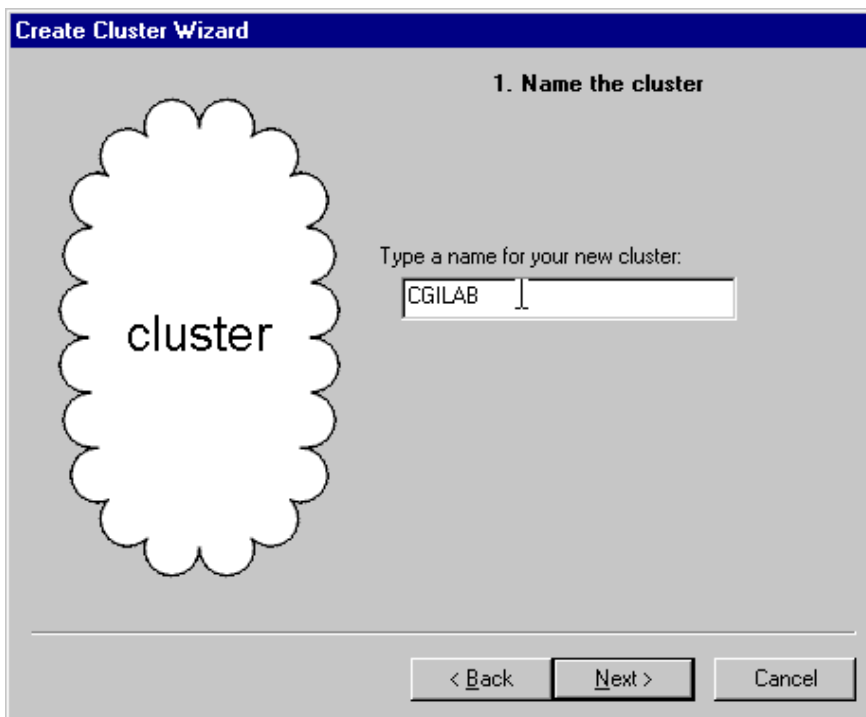 Create Cluster Wizard
1. Name the cluster
Type a name for your new cluster:
CGILAB
cluster
< Back
Next >
Cancel